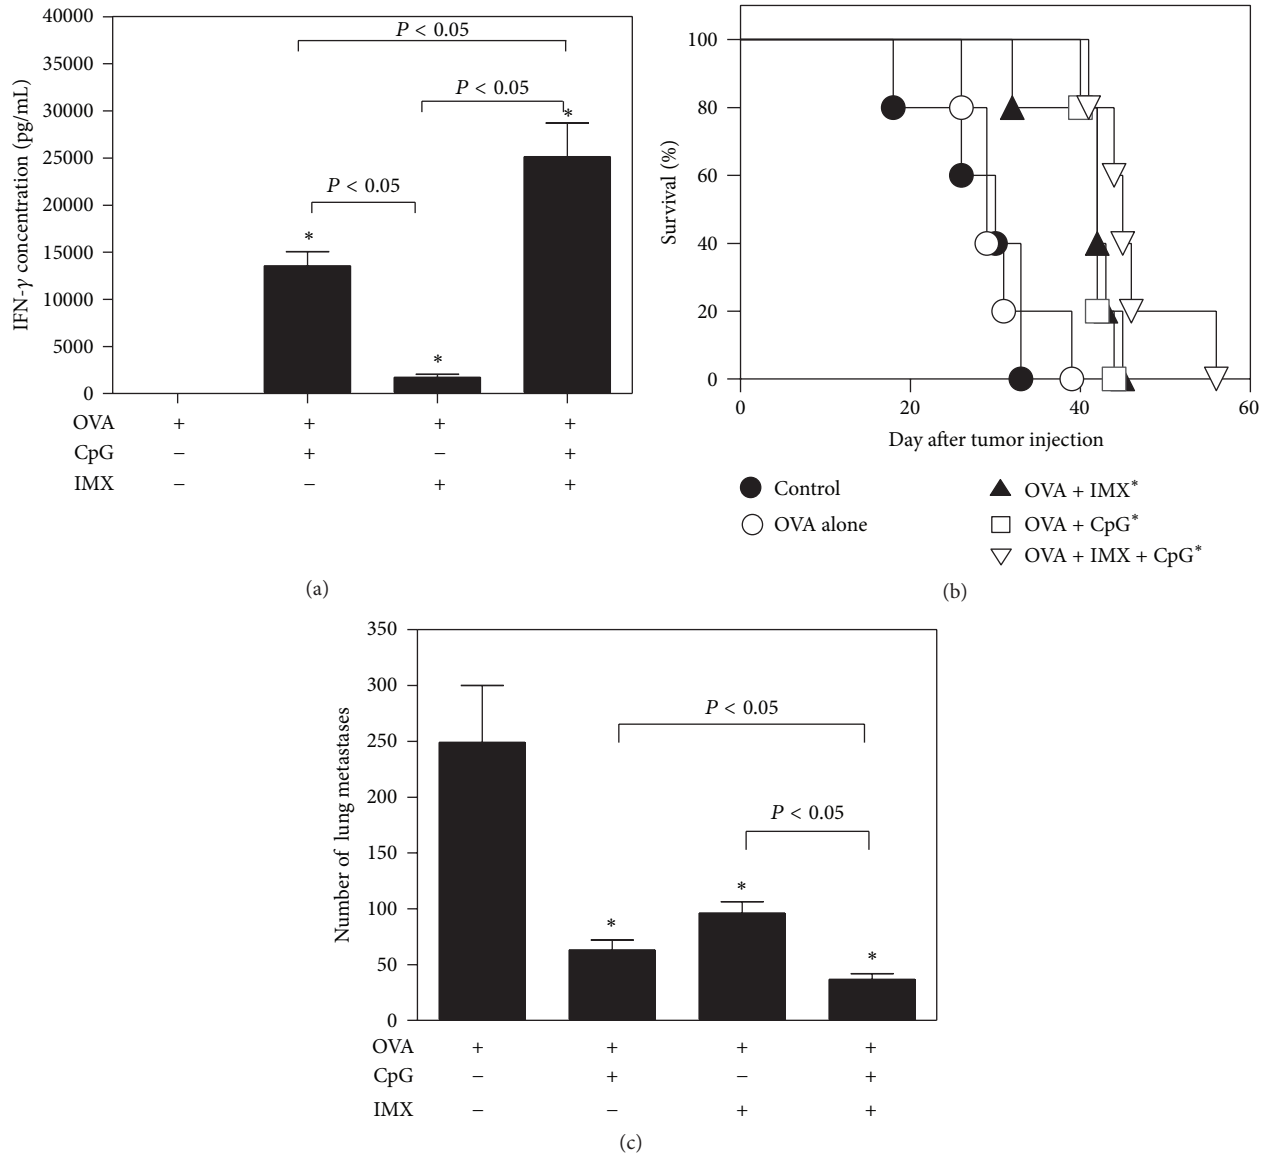 40000
35000
30000
25000
20000
15000
10000
5000
0
IFN-γ concentration (pg/mL)
P < 0.05
P < 0.05
P < 0.05
*
*
*
OVA + + + +
CpG − + − +
IMX − − + +
(a)
100
80
60
40
20
0
Survival (%)
0 20 40 60
Day after tumor injection
Control
OVA alone
OVA + IMX*
OVA + CpG*
OVA + IMX + CpG*
(b)
350
300
250
200
150
100
50
0
Number of lung metastases
P < 0.05
P < 0.05
*
*
*
OVA + + + +
CpG − + − +
IMX − − + +
(c)